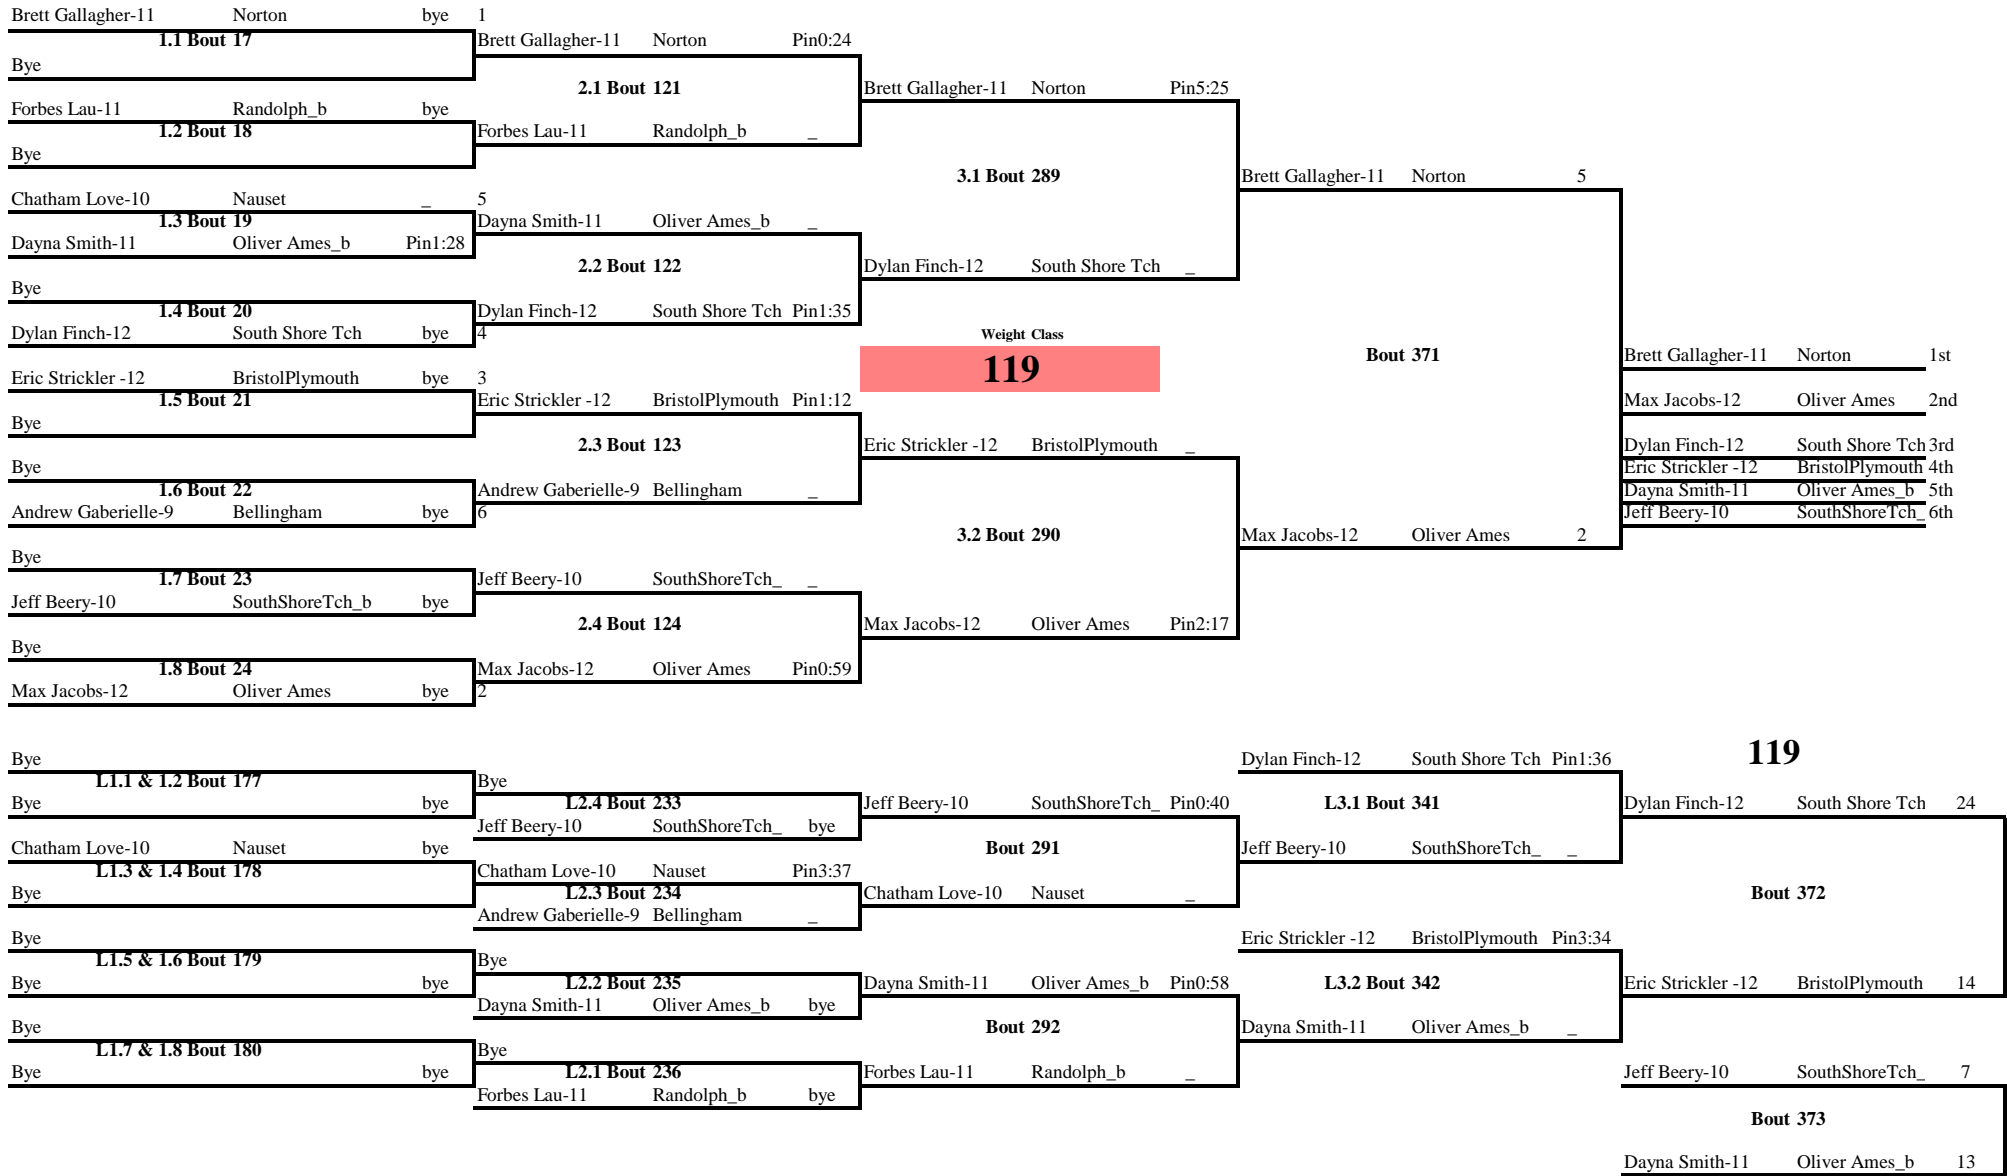 Brett Gallagher-11 Norton bye 1
1.1 Bout 17
Bye
Forbes Lau-11 Randolph_b bye
1.2 Bout 18
Bye
Chatham Love-10 Nauset _ 5
1.3 Bout 19
Dayna Smith-11 Oliver Ames_b Pin1:28
Bye
1.4 Bout 20
Dylan Finch-12 South Shore Tch bye 4
Eric Strickler -12 BristolPlymouth bye 3
1.5 Bout 21
Bye
Bye
1.6 Bout 22
Andrew Gaberielle-9 Bellingham bye 6
Bye
1.7 Bout 23
Jeff Beery-10 SouthShoreTch_b bye
Bye
1.8 Bout 24
Max Jacobs-12 Oliver Ames bye 2
Brett Gallagher-11 Norton Pin0:24
2.1 Bout 121
Forbes Lau-11 Randolph_b _
Dayna Smith-11 Oliver Ames_b _
2.2 Bout 122
Dylan Finch-12 South Shore Tch Pin1:35
Eric Strickler -12 BristolPlymouth Pin1:12
2.3 Bout 123
Andrew Gaberielle-9 Bellingham _
Jeff Beery-10 SouthShoreTch_ _
2.4 Bout 124
Max Jacobs-12 Oliver Ames Pin0:59
Brett Gallagher-11 Norton Pin5:25
3.1 Bout 289
Dylan Finch-12 South Shore Tch _
Weight Class
119
Eric Strickler -12 BristolPlymouth _
3.2 Bout 290
Max Jacobs-12 Oliver Ames Pin2:17
Brett Gallagher-11 Norton 5
Bout 371
Max Jacobs-12 Oliver Ames 2
Brett Gallagher-11 Norton 1st
Max Jacobs-12 Oliver Ames 2nd
Dylan Finch-12 South Shore Tch 3rd
Eric Strickler -12 BristolPlymouth 4th
Dayna Smith-11 Oliver Ames_b 5th
Jeff Beery-10 SouthShoreTch_ 6th
Bye
L1.1 & 1.2 Bout 177
Bye bye
Chatham Love-10 Nauset bye
L1.3 & 1.4 Bout 178
Bye
Bye
L1.5 & 1.6 Bout 179
Bye bye
Bye
L1.7 & 1.8 Bout 180
Bye bye
Bye
L2.4 Bout 233
Jeff Beery-10 SouthShoreTch_ bye
Chatham Love-10 Nauset Pin3:37
L2.3 Bout 234
Andrew Gaberielle-9 Bellingham _
Bye
L2.2 Bout 235
Dayna Smith-11 Oliver Ames_b bye
Bye
L2.1 Bout 236
Forbes Lau-11 Randolph_b bye
Jeff Beery-10 SouthShoreTch_ Pin0:40
Bout 291
Chatham Love-10 Nauset _
Dayna Smith-11 Oliver Ames_b Pin0:58
Bout 292
Forbes Lau-11 Randolph_b _
Dylan Finch-12 South Shore Tch Pin1:36
L3.1 Bout 341
Jeff Beery-10 SouthShoreTch_ _
Eric Strickler -12 BristolPlymouth Pin3:34
L3.2 Bout 342
Dayna Smith-11 Oliver Ames_b _
119
Dylan Finch-12 South Shore Tch 24
Bout 372
Eric Strickler -12 BristolPlymouth 14
Jeff Beery-10 SouthShoreTch_ 7
Bout 373
Dayna Smith-11 Oliver Ames_b 13